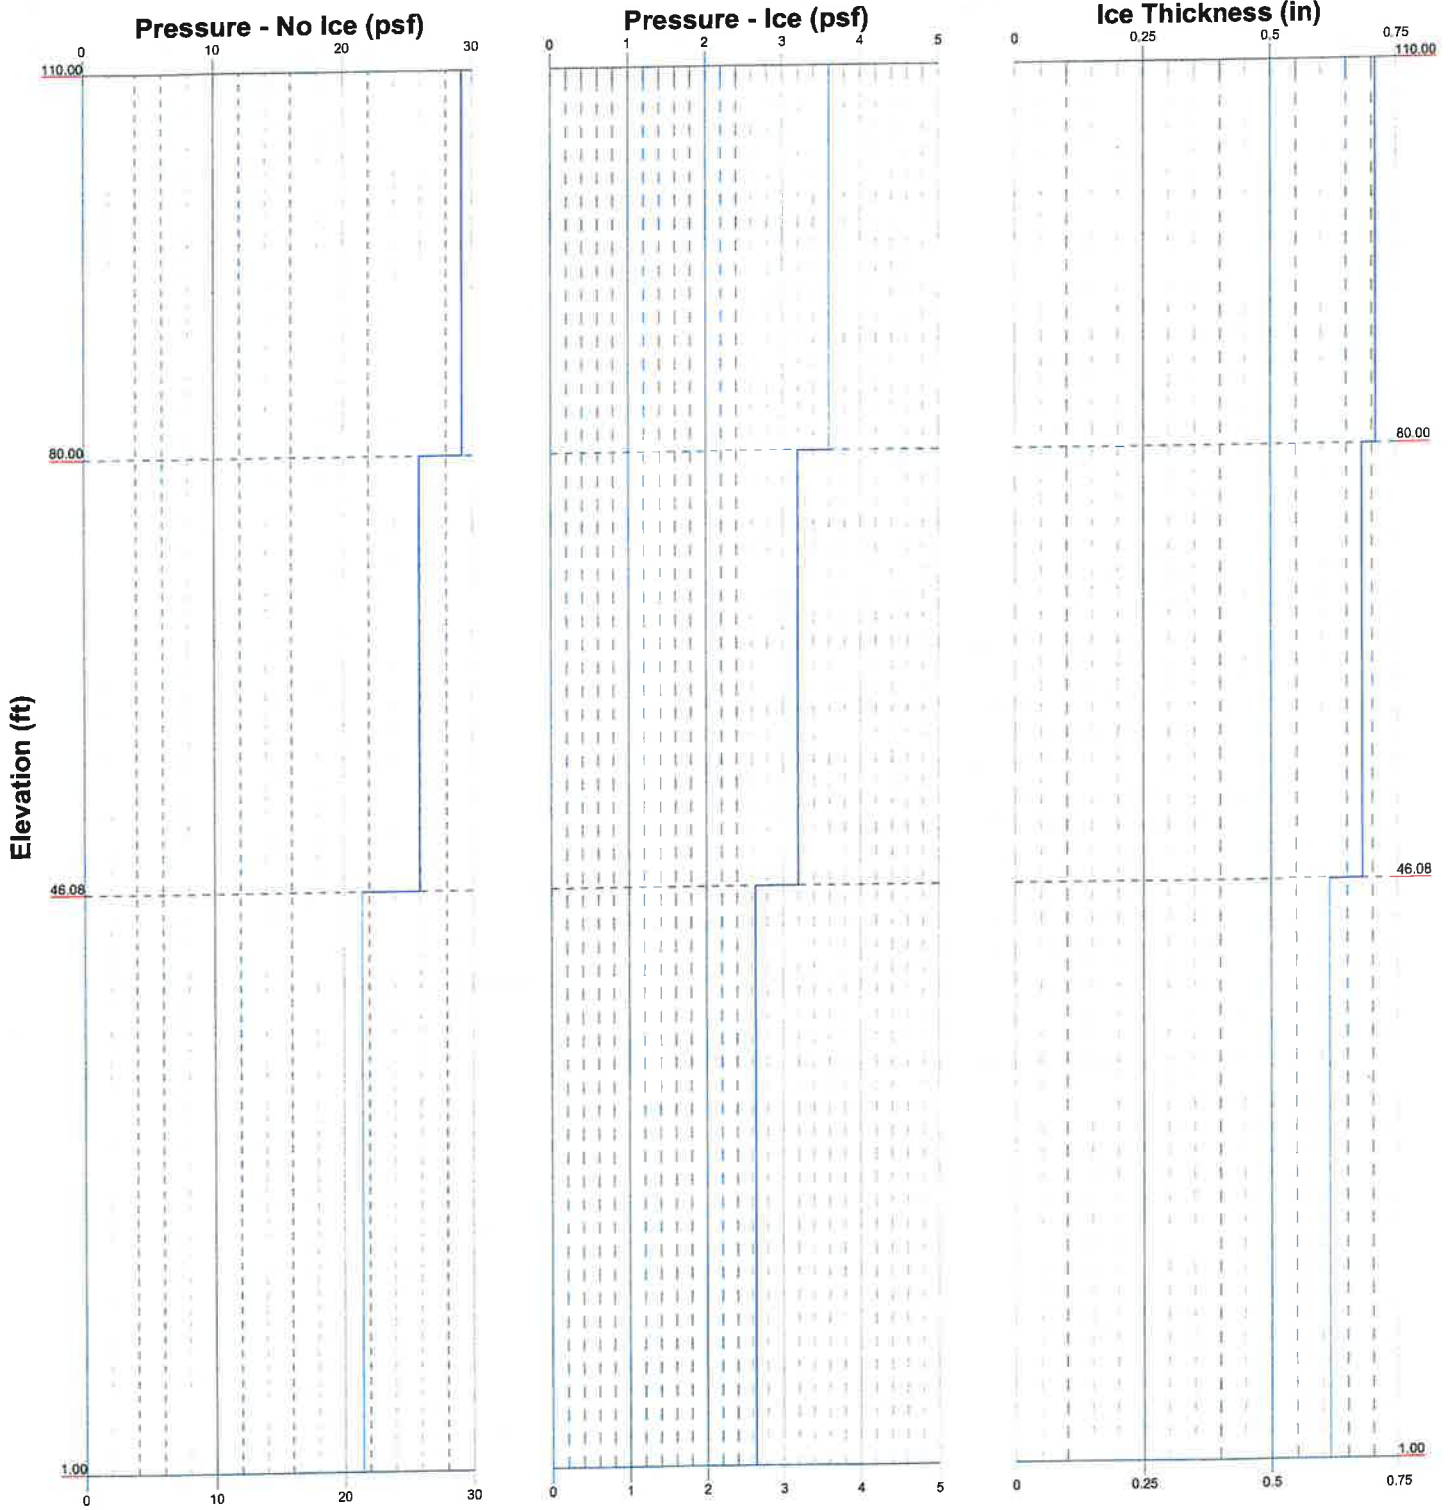 Pressure - No Ice (psf)
0 10 20 30
Pressure - Ice (psf)
0 1 2 3 4 5
Ice Thickness (in)
0 0.25 0.5 0.75
110.00
110.00
80.00
80.00
Elevation (ft)
46.08
46.08
1.00
1.00
0 10 20 30
0 1 2 3 4 5
0 0.25 0.5 0.75